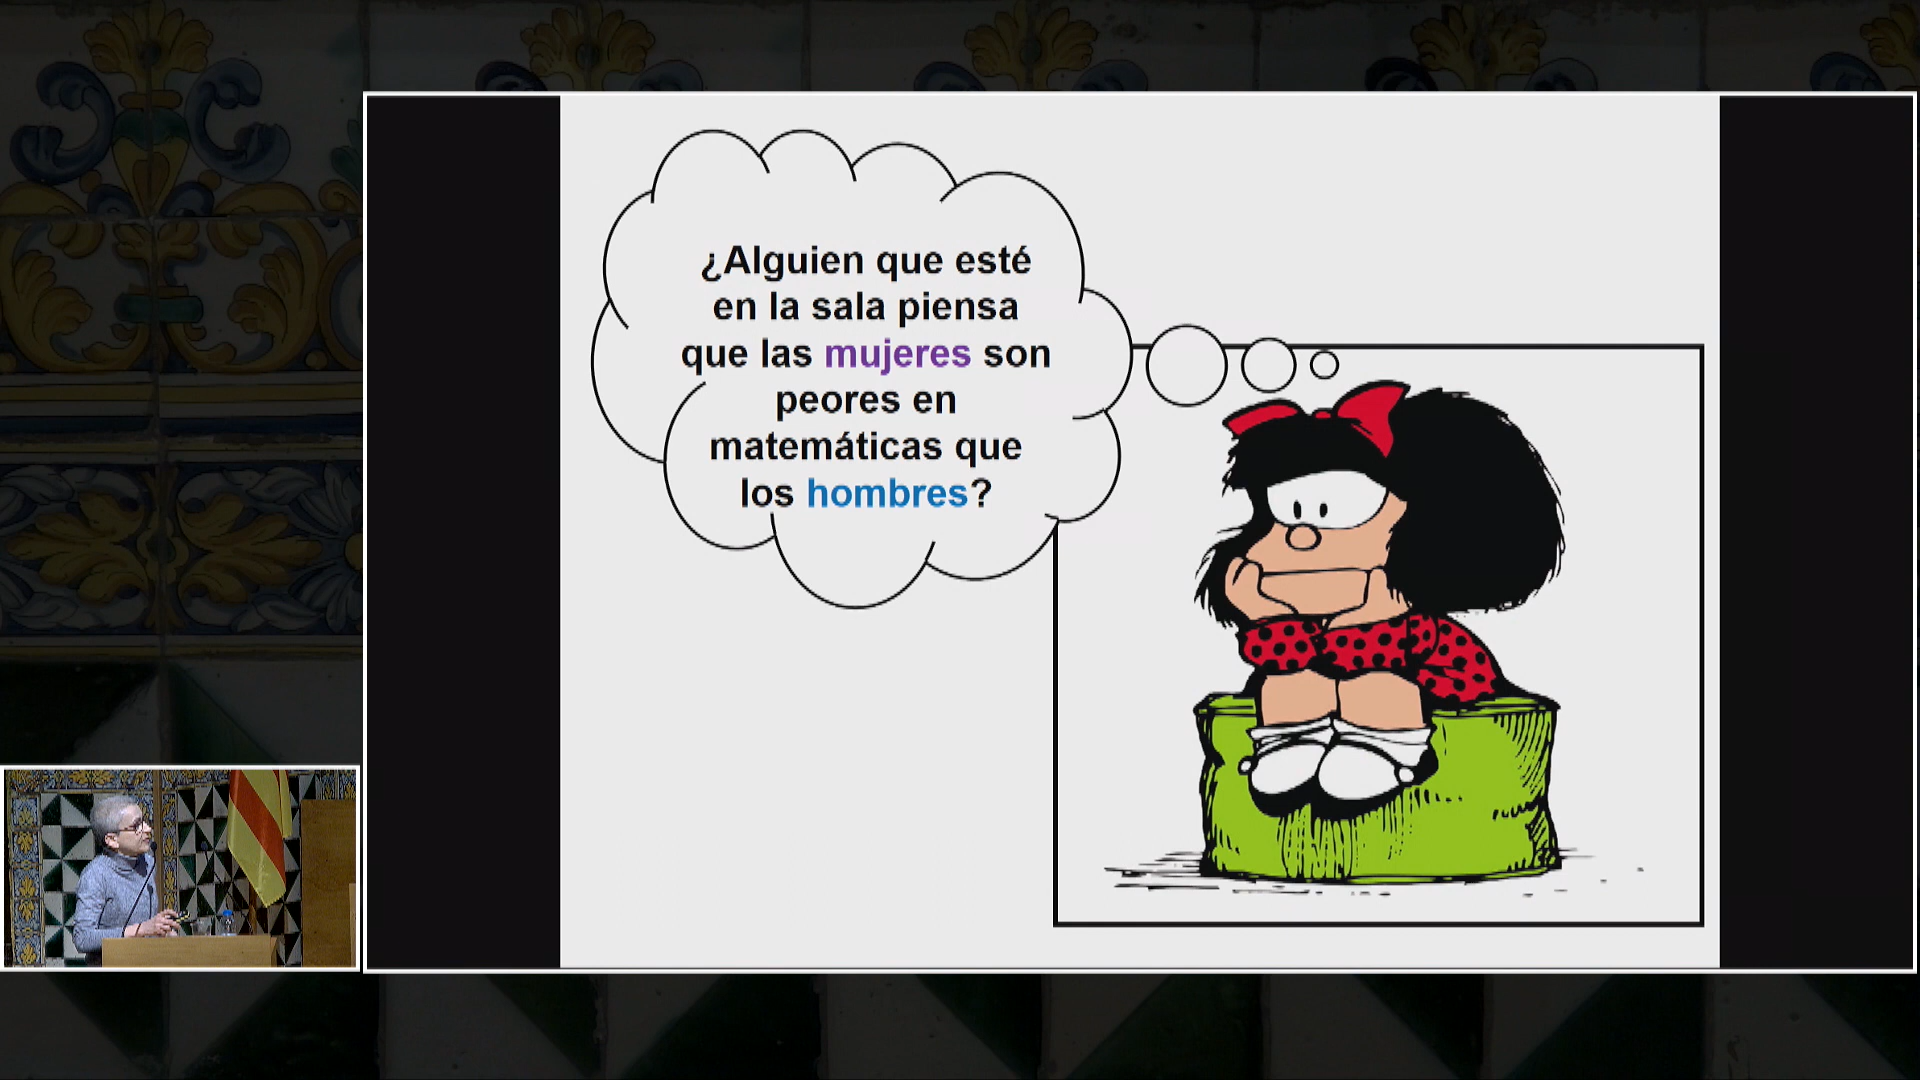 ¿Alguien que esté
en la sala piensa
que las mujeres son
peores en
matemáticas que
los hombres?